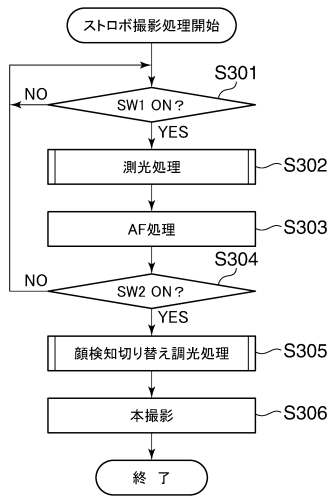 ストロボ撮影処理開始
S301
NO
SW1 ON?
YES
測光処理
S302
AF処理
S303
S304
NO
SW2 ON?
YES
顔検知切り替え調光処理
S305
本撮影
S306
終 了